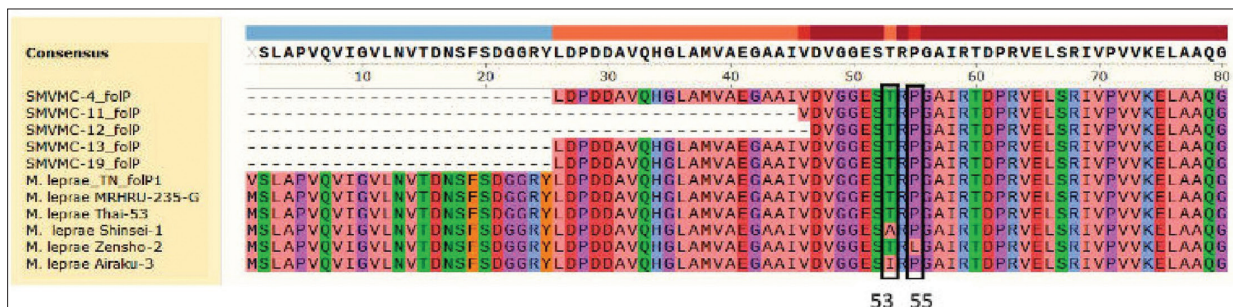 Consensus XSLAPVQVIGVLNVTDNSFSDGGRYLDPDDAVQHGLAMVAEGAAIVDVGGESTRPGAIRTDPRVELSRIVPVVKELAAQG
10 20 30 40 50 60 70 80
SMVMC-4_folP -------------------------LDPDDAVQHGLAMVAEGAAIVDVGGESTRPGAIRTDPRVELSRIVPVVKELAAQG
SMVMC-11_folP ---------------------------------------------VDVGGESTRPGAIRTDPRVELSRIVPVVKELAAQG
SMVMC-12_folP ----------------------------------------------DVGGESTRPGAIRTDPRVELSRIVPVVKELAAQG
SMVMC-13_folP -------------------------LDPDDAVQHGLAMVAEGAAIVDVGGESTRPGAIRTDPRVELSRIVPVVKELAAQG
SMVMC-19_folP -------------------------LDPDDAVQHGLAMVAEGAAIVDVGGESTRPGAIRTDPRVELSRIVPVVKELAAQG
M. leprae_TN_folP1 VSLAPVQVIGVLNVTDNSFSDGGRYLDPDDAVQHGLAMVAEGAAIVDVGGESTRPGAIRTDPRVELSRIVPVVKELAAQG
M. leprae MRHRU-235-G MSLAPVQVIGVLNVTDNSFSDGGRYLDPDDAVQHGLAMVAEGAAIVDVGGESTRPGAIRTDPRVELSRIVPVVKELAAQG
M. leprae Thai-53 MSLAPVQVIGVLNVTDNSFSDGGRYLDPDDAVQHGLAMVAEGAAIVDVGGESTRPGAIRTDPRVELSRIVPVVKELAAQG
M. leprae Shinsei-1 MSLAPVQVIGVLNVTDNSFSDGGRYLDPDDAVQHGLAMVAEGAAIVDVGGESARPGAIRTDPRVELSRIVPVVKELAAQG
M. leprae Zensho-2 MSLAPVQVIGVLNVTDNSFSDGGRYLDPDDAVQHGLAMVAEGAAIVDVGGESTRLGAIRTDPRVELSRIVPVVKELAAQG
M. leprae Airaku-3 MSLAPVQVIGVLNVTDNSFSDGGRYLDPDDAVQHGLAMVAEGAAIVDVGGESIRPGAIRTDPRVELSRIVPVVKELAAQG
53 55